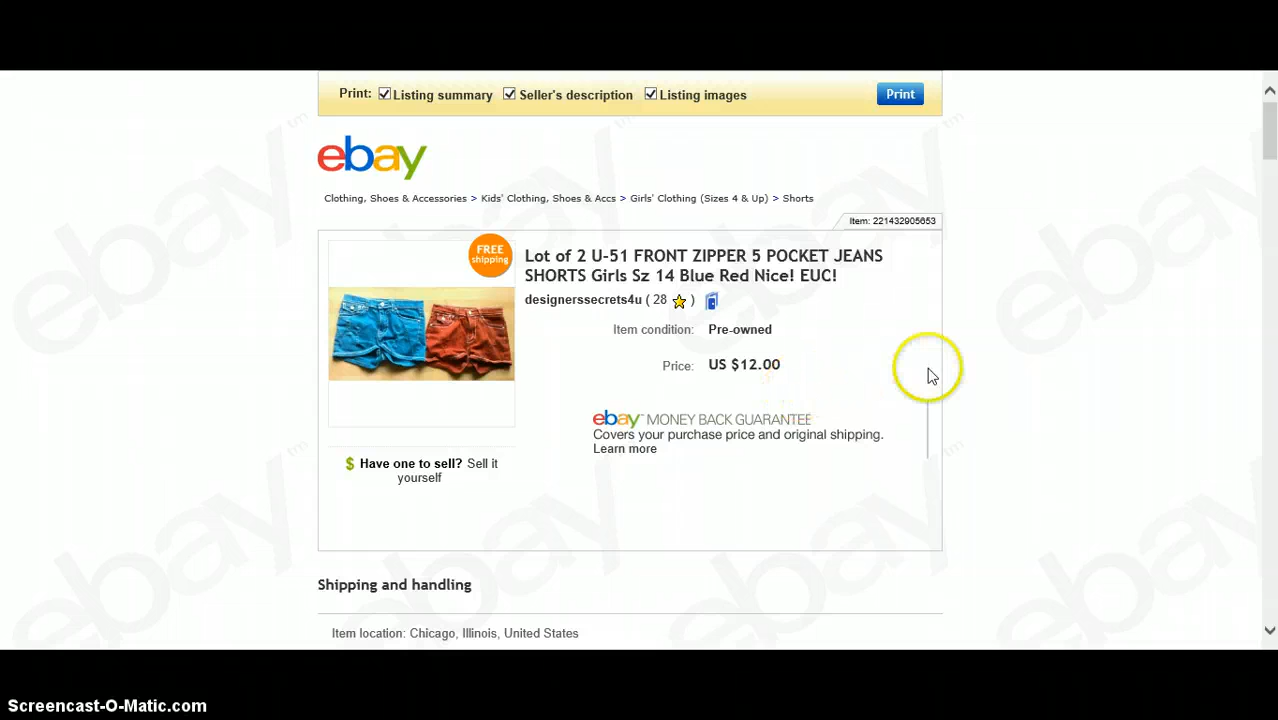 Print: Listing summary Seller's description Listing images Print
ebay
Clothing, Shoes & Accessories > Kids' Clothing, Shoes & Accs > Girls' Clothing (Sizes 4 & Up) > Shorts
Item: 221432905653
FREE
shipping
Lot of 2 U-51 FRONT ZIPPER 5 POCKET JEANS
SHORTS Girls Sz 14 Blue Red Nice! EUC!
designerssecrets4u ( 28 )
Item condition: Pre-owned
Price: US $12.00
ebay™ MONEY BACK GUARANTEE
Covers your purchase price and original shipping.
Learn more
$ Have one to sell? Sell it
yourself
Shipping and handling
Item location: Chicago, Illinois, United States
Screencast-O-Matic.com